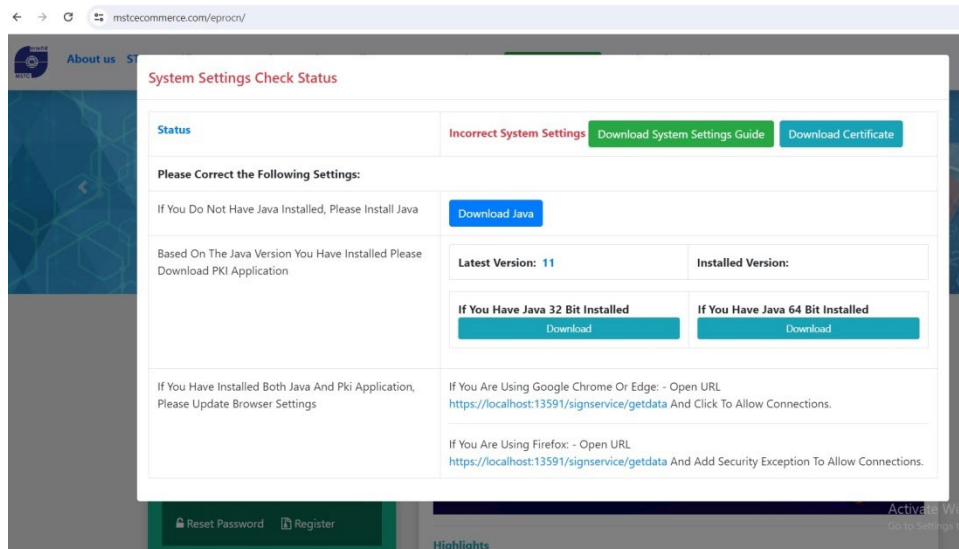 mstcecommerce.com/eprocn/
MSTC
About us ST
System Settings Check Status
Status
Incorrect System Settings Download System Settings Guide Download Certificate
Please Correct the Following Settings:
If You Do Not Have Java Installed, Please Install Java
Download Java
Based On The Java Version You Have Installed Please
Download PKI Application
Latest Version: 11 Installed Version:
If You Have Java 32 Bit Installed If You Have Java 64 Bit Installed
Download Download
If You Have Installed Both Java And Pki Application,
Please Update Browser Settings
If You Are Using Google Chrome Or Edge: - Open URL
https://localhost:13591/signservice/getdata And Click To Allow Connections.
If You Are Using Firefox: - Open URL
https://localhost:13591/signservice/getdata And Add Security Exception To Allow Connections.
Reset Password Register
Highlights
Activate Wi
Go to Settings t